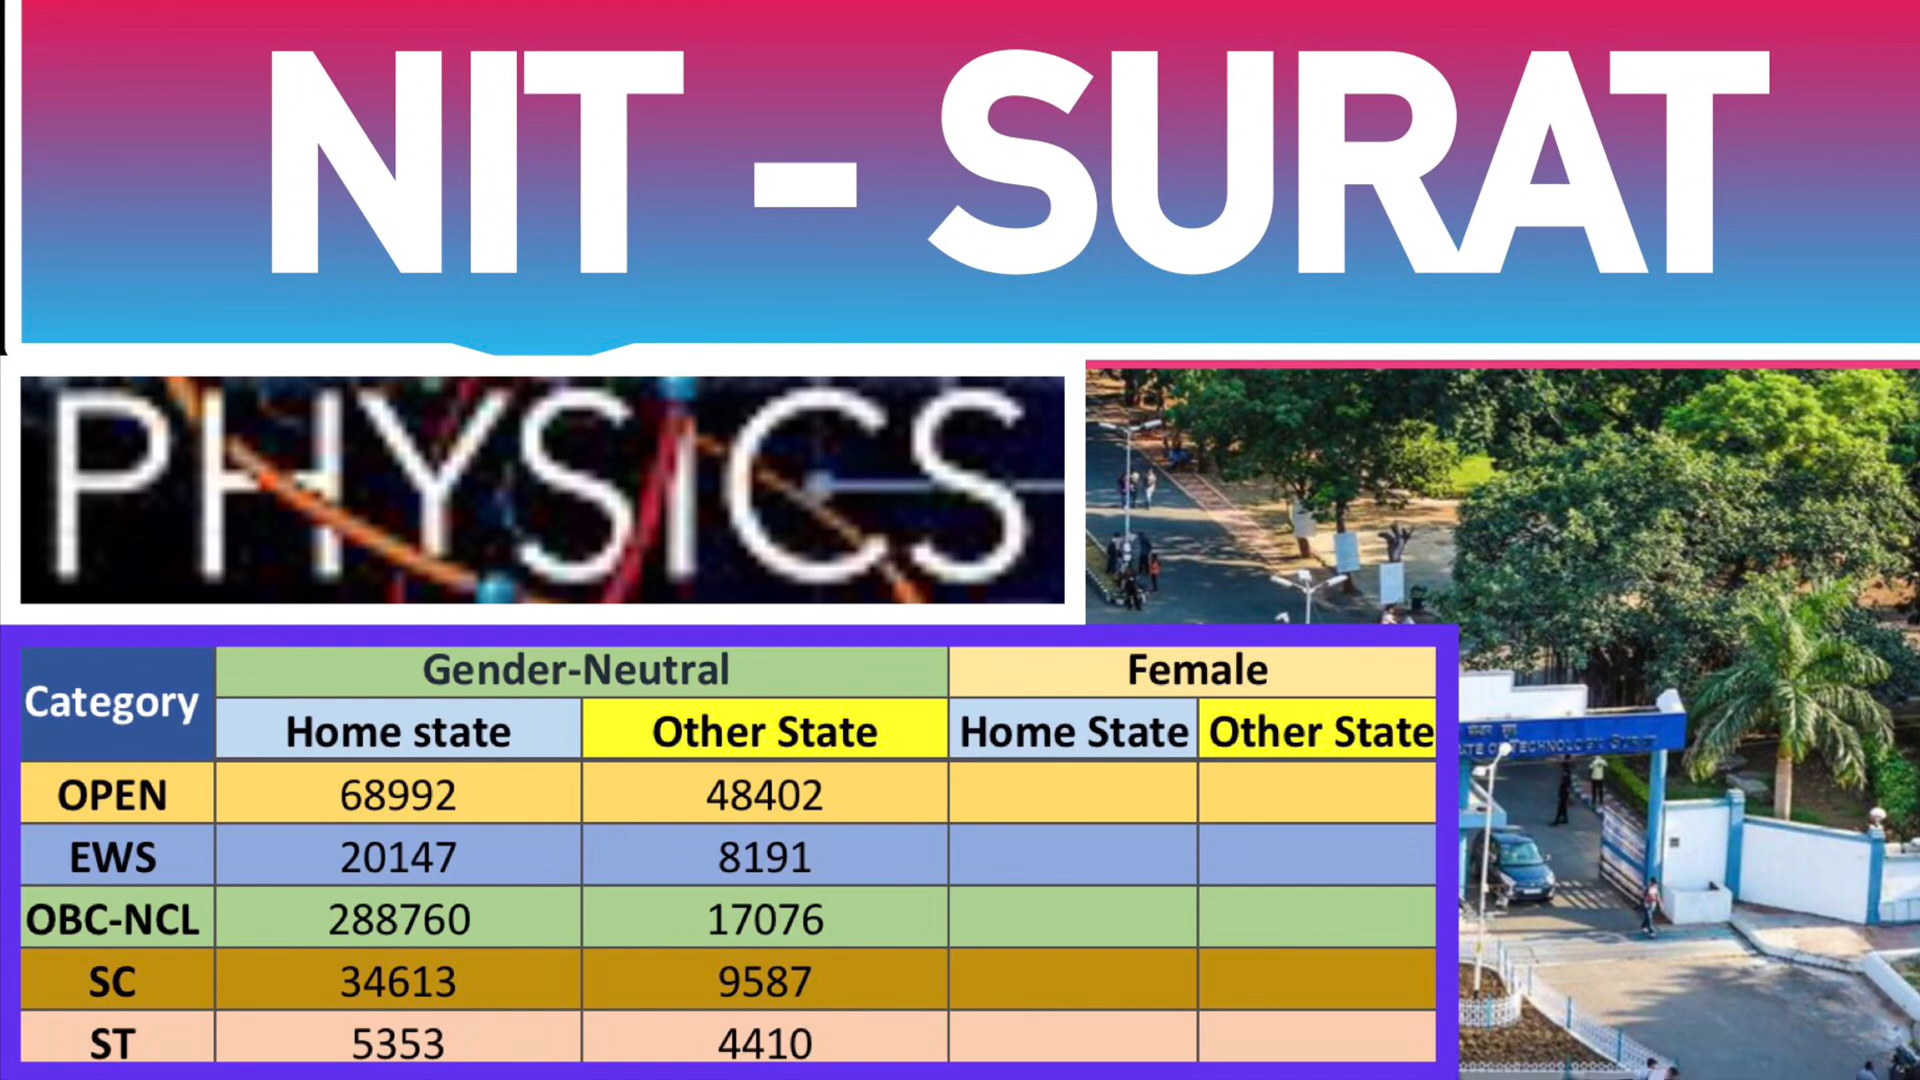 NIT - SURAT
PHYSICS
Category Gender-Neutral Female
Home state Other State Home State Other State
OPEN 68992 48402
EWS 20147 8191
OBC-NCL 288760 17076
SC 34613 9587
ST 5353 4410
TECHNOLOGY